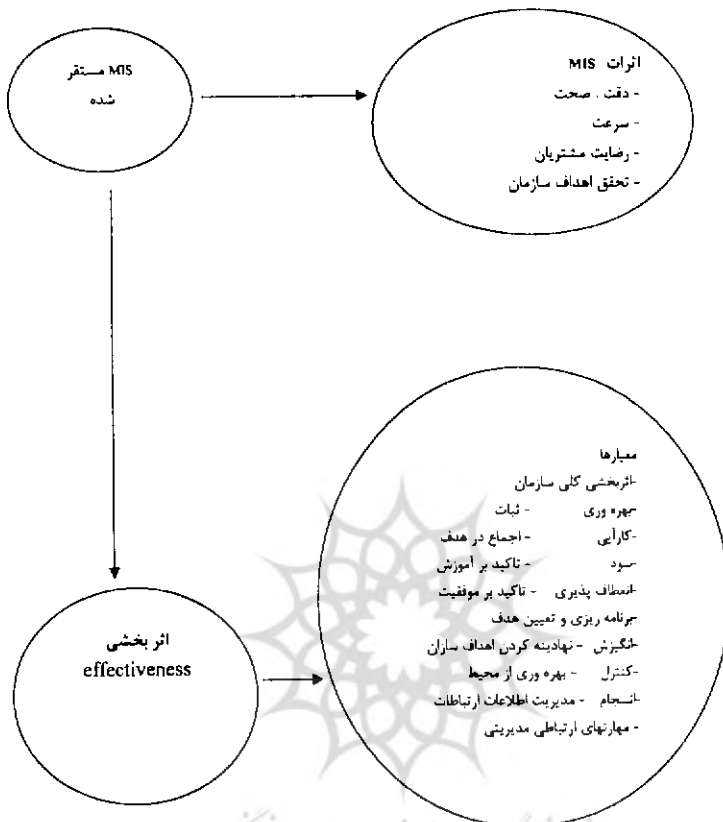 MIS مستقر
شده
اثرات MIS
- دقت ، صحت
- سرعت
- رضایت مشتریان
- تحقق اهداف سازمان
معیارها
-اثربخشی کلی سازمان
-بهره وری - ثبات
-کارآیی - اجماع در هدف
-سود - تاکید بر آموزش
-انعطاف پذیری - تاکید بر موفقیت
-برنامه ریزی و تعیین هدف
-انگیزش - نهادینه کردن اهداف سازان
-کنترل - بهره وری از محیط
-انسجام - مدیریت اطلاعات ارتباطات
- مهارتهای ارتباطی مدیریتی
اثر بخشی
effectiveness